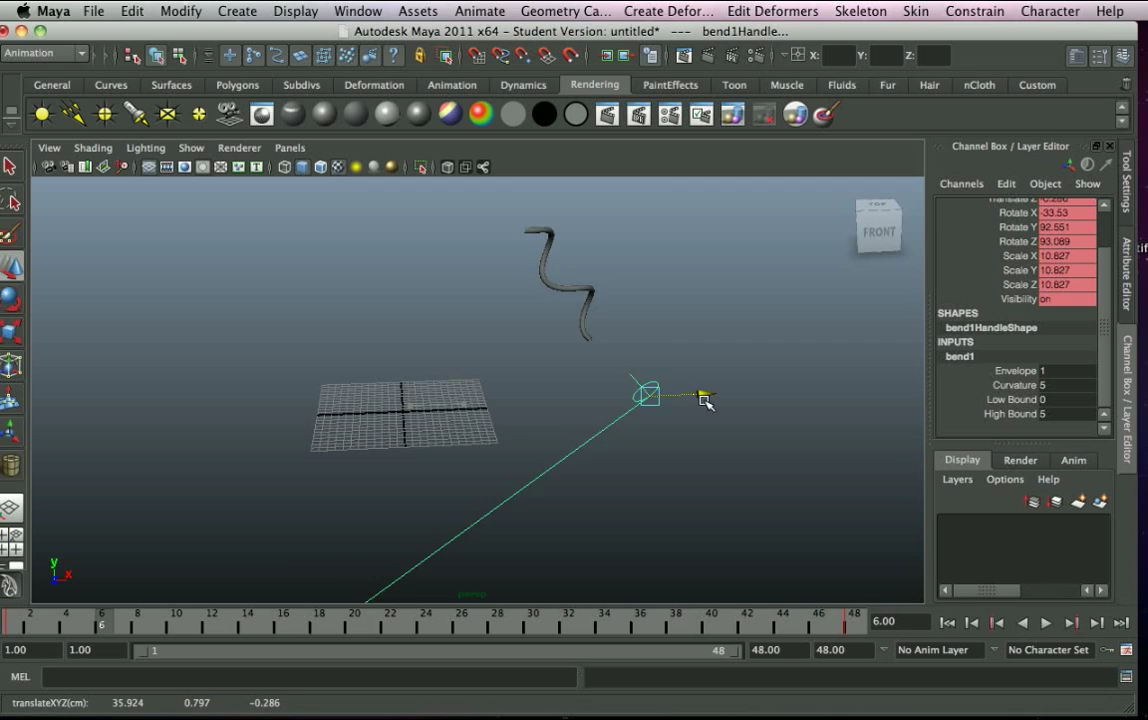 Maya File Edit Modify Create Display Window Assets Animate Geometry Ca... Create Defor... Edit Deformers Skeleton Skin Constrain Character Help
Autodesk Maya 2011 x64 - Student Version: untitled* --- bend1Handle...
Animation X: Y: Z:
General Curves Surfaces Polygons Subdivs Deformation Animation Dynamics Rendering PaintEffects Toon Muscle Fluids Fur Hair nCloth Custom
View Shading Lighting Show Renderer Panels
Channel Box / Layer Editor
Channels Edit Object Show
Translate Z -0.286
Rotate X -33.53
Rotate Y 92.551
Rotate Z 93.089
Scale X 10.827
Scale Y 10.827
Scale Z 10.827
Visibility on
SHAPES
bend1HandleShape
INPUTS
bend1
Envelope 1
Curvature 5
Low Bound 0
High Bound 5
Display Render Anim
Layers Options Help
Tool Settings
Attribute Editor
Channel Box / Layer Editor
TOP
FRONT
y
x
persp
2 4 6 8 10 12 14 16 18 20 22 24 26 28 30 32 34 36 38 40 42 44 46 48
6
6.00
1.00 1.00 1 48 48.00 48.00 No Anim Layer No Character Set
MEL
translateXYZ(cm): 35.924 0.797 -0.286